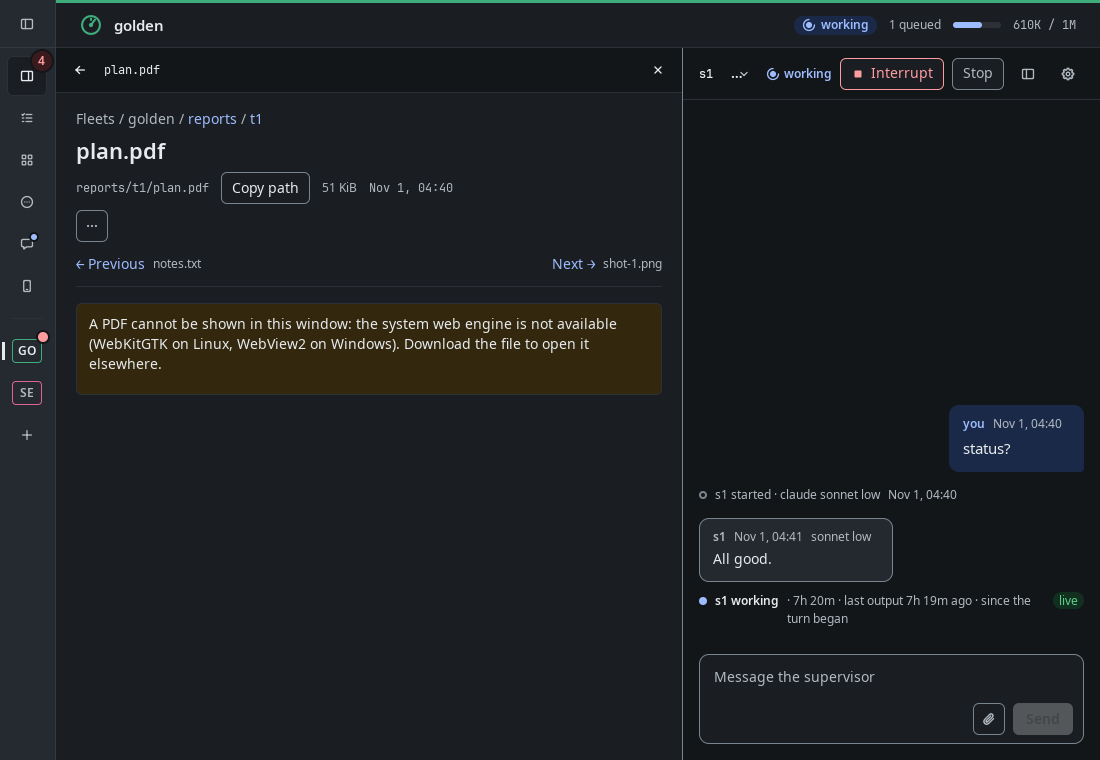 golden
working
1 queued
610K / 1M
4
GO
SE
plan.pdf
Fleets / golden / reports / t1
plan.pdf
reports/t1/plan.pdf
Copy path
51 KiB
Nov 1, 04:40
← Previous
notes.txt
Next →
shot-1.png
A PDF cannot be shown in this window: the system web engine is not available
(WebKitGTK on Linux, WebView2 on Windows). Download the file to open it
elsewhere.
s1
...
working
Interrupt
Stop
you Nov 1, 04:40
status?
s1 started · claude sonnet low Nov 1, 04:40
s1 Nov 1, 04:41 sonnet low
All good.
s1 working · 7h 20m · last output 7h 19m ago · since the
turn began
live
Message the supervisor
Send